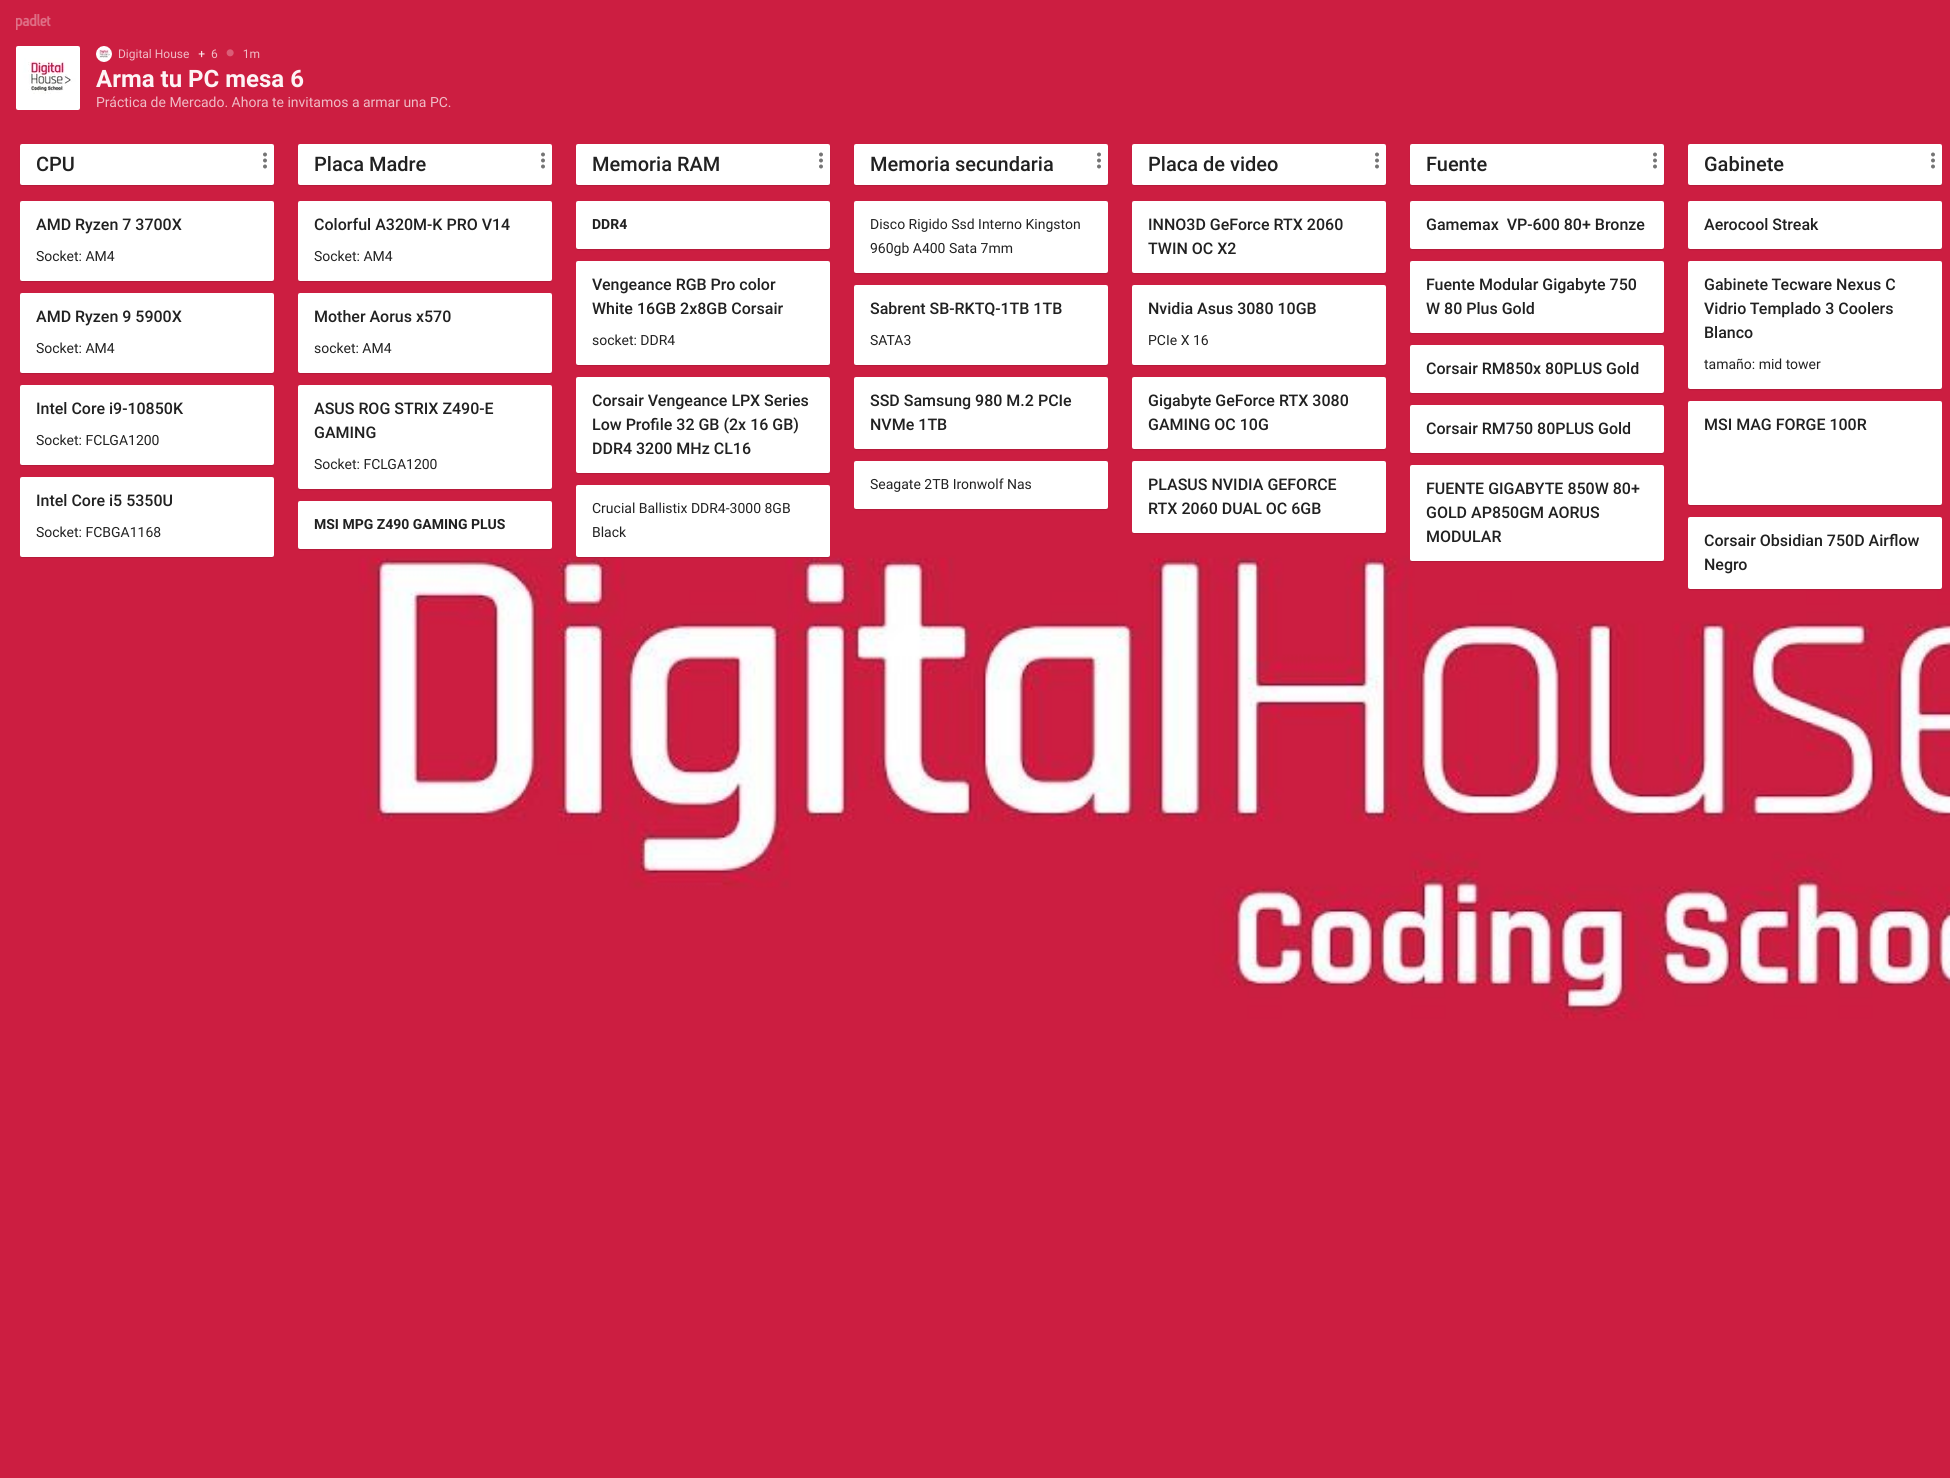 padlet
Digital House + 6 1m
Arma tu PC mesa 6
Práctica de Mercado. Ahora te invitamos a armar una PC.
Digital
House>
Coding School
CPU
AMD Ryzen 7 3700X
Socket: AM4
AMD Ryzen 9 5900X
Socket: AM4
Intel Core i9-10850K
Socket: FCLGA1200
Intel Core i5 5350U
Socket: FCBGA1168
Placa Madre
Colorful A320M-K PRO V14
Socket: AM4
Mother Aorus x570
socket: AM4
ASUS ROG STRIX Z490-E
GAMING
Socket: FCLGA1200
MSI MPG Z490 GAMING PLUS
Memoria RAM
DDR4
Vengeance RGB Pro color
White 16GB 2x8GB Corsair
socket: DDR4
Corsair Vengeance LPX Series
Low Profile 32 GB (2x 16 GB)
DDR4 3200 MHz CL16
Crucial Ballistix DDR4-3000 8GB
Black
Memoria secundaria
Disco Rigido Ssd Interno Kingston
960gb A400 Sata 7mm
Sabrent SB-RKTQ-1TB 1TB
SATA3
SSD Samsung 980 M.2 PCIe
NVMe 1TB
Seagate 2TB Ironwolf Nas
Placa de video
INNO3D GeForce RTX 2060
TWIN OC X2
Nvidia Asus 3080 10GB
PCIe X 16
Gigabyte GeForce RTX 3080
GAMING OC 10G
PLASUS NVIDIA GEFORCE
RTX 2060 DUAL OC 6GB
Fuente
Gamemax  VP-600 80+ Bronze
Fuente Modular Gigabyte 750
W 80 Plus Gold
Corsair RM850x 80PLUS Gold
Corsair RM750 80PLUS Gold
FUENTE GIGABYTE 850W 80+
GOLD AP850GM AORUS
MODULAR
Gabinete
Aerocool Streak
Gabinete Tecware Nexus C
Vidrio Templado 3 Coolers
Blanco
tamaño: mid tower
MSI MAG FORGE 100R
Corsair Obsidian 750D Airflow
Negro
DigitalHouse
Coding Schoo